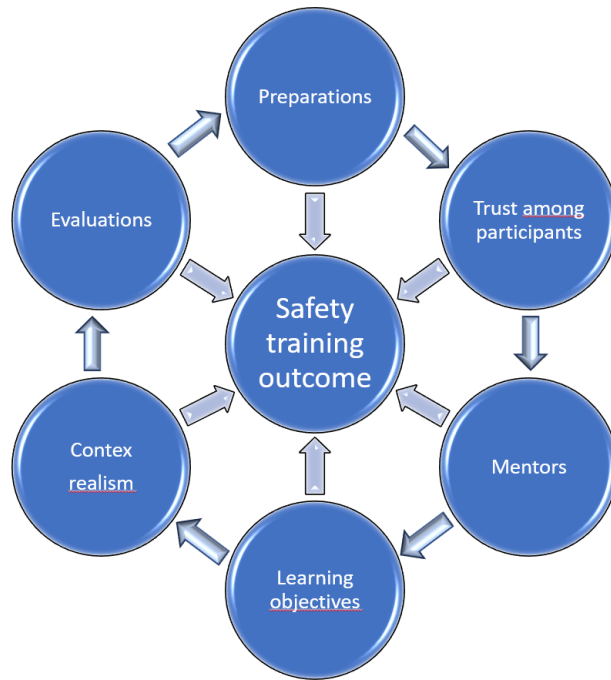 Preparations
Trust among
participants
Mentors
Learning
objectives
Contex
realism
Evaluations
Safety
training
outcome